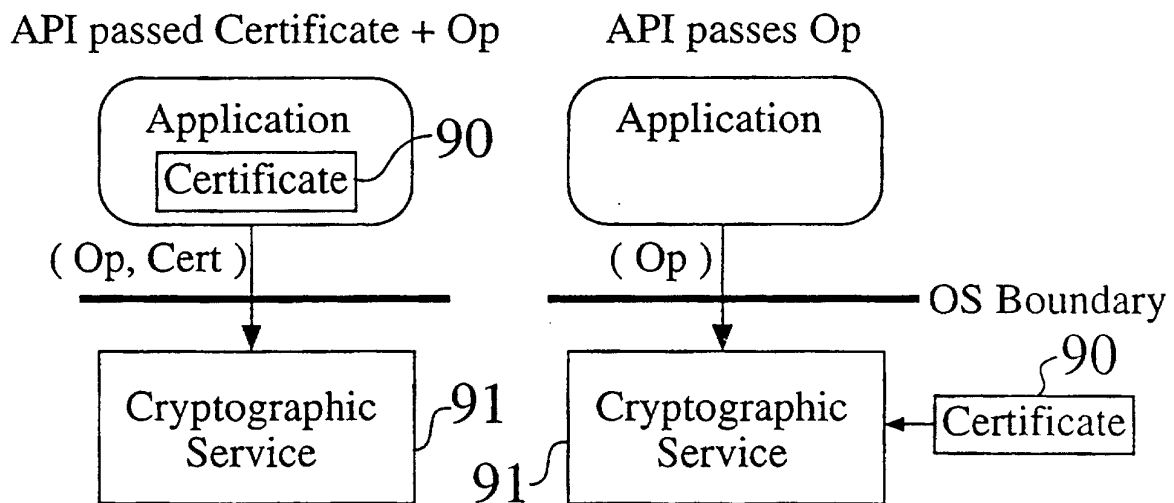 API passed Certificate + Op
Application
Certificate
90
( Op, Cert )
Cryptographic
Service
91
API passes Op
Application
( Op )
OS Boundary
90
Cryptographic
Service
91
Certificate